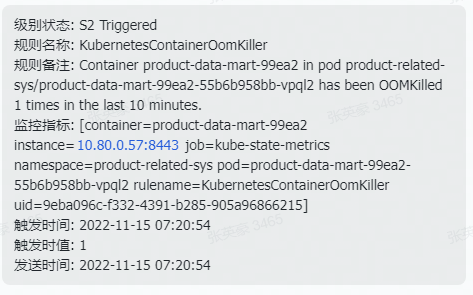 级别状态: S2 Triggered
规则名称: KubernetesContainerOomKiller
规则备注: Container product-data-mart-99ea2 in pod product-related-
sys/product-data-mart-99ea2-55b6b958bb-vpql2 has been OOMKilled
1 times in the last 10 minutes.
监控指标: [container=product-data-mart-99ea2
instance=10.80.0.57:8443 job=kube-state-metrics
namespace=product-related-sys pod=product-data-mart-99ea2-
55b6b958bb-vpql2 rulename=KubernetesContainerOomKiller
uid=9eba096c-f332-4391-b285-905a96866215]
触发时间: 2022-11-15 07:20:54
触发时值: 1
发送时间: 2022-11-15 07:20:54